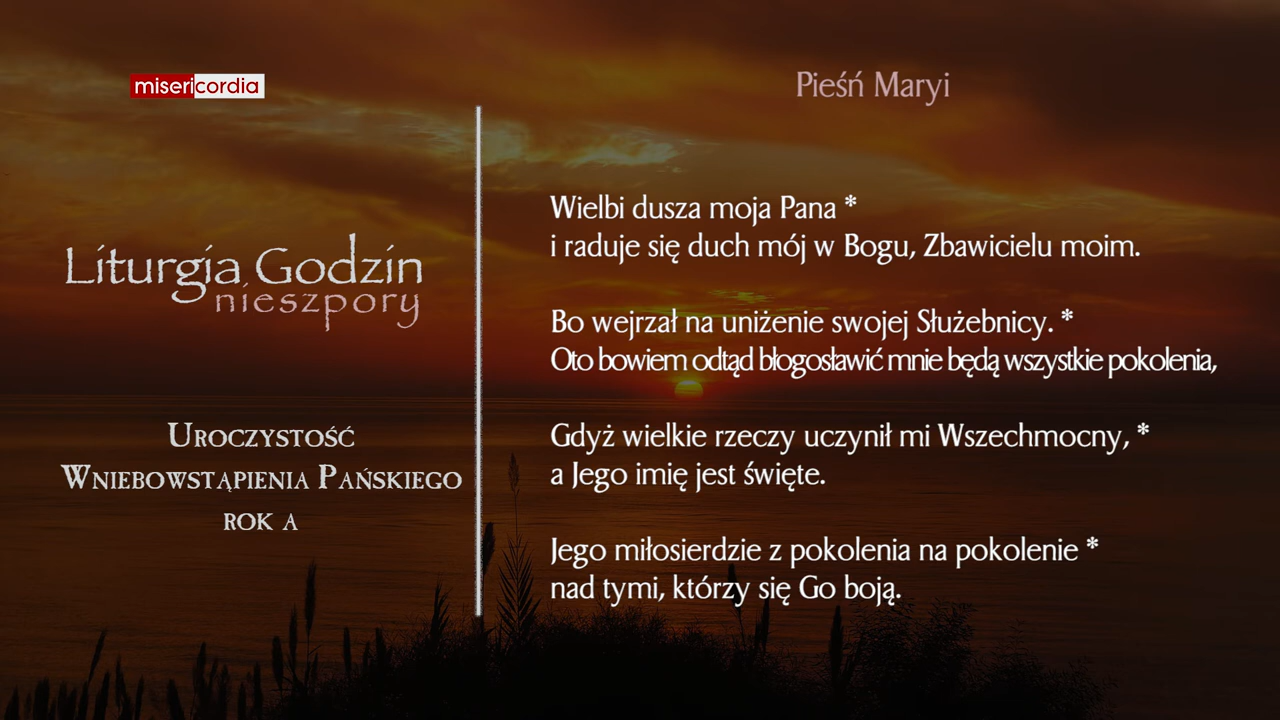 misericordia
Liturgia Godzin
nieszpory
Uroczystość
Wniebowstąpienia Pańskiego
rok a
Pieśń Maryi
Wielbi dusza moja Pana *
i raduje się duch mój w Bogu, Zbawicielu moim.
Bo wejrzał na uniżenie swojej Służebnicy. *
Oto bowiem odtąd błogosławić mnie będą wszystkie pokolenia,
Gdyż wielkie rzeczy uczynił mi Wszechmocny, *
a Jego imię jest święte.
Jego miłosierdzie z pokolenia na pokolenie *
nad tymi, którzy się Go boją.